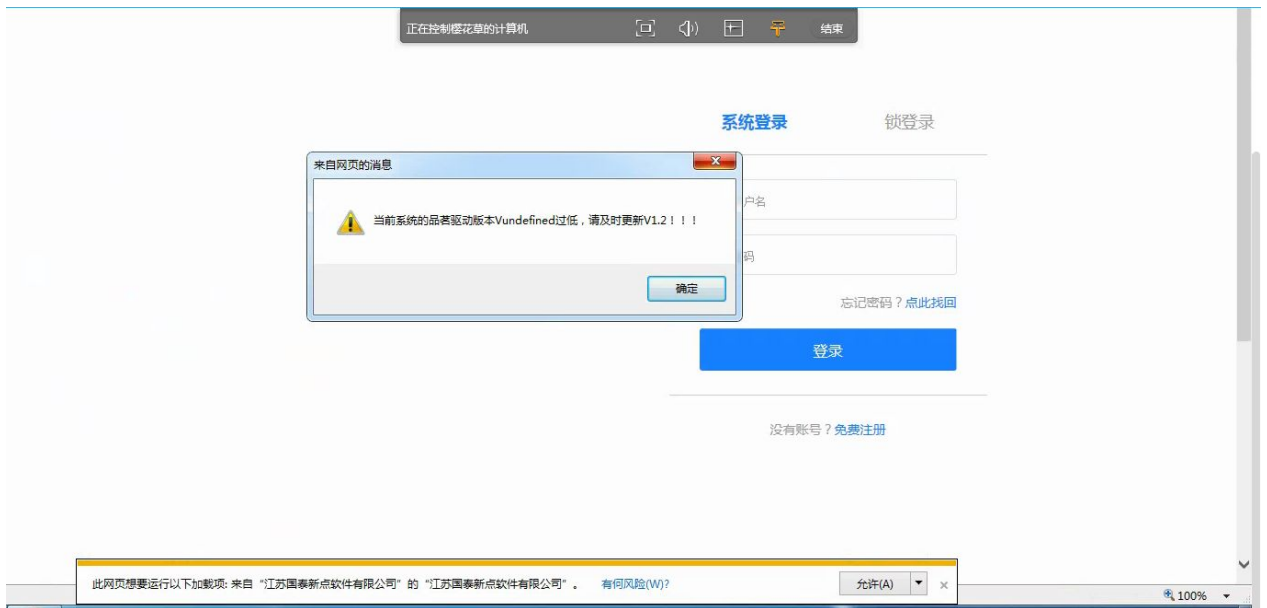 正在控制樱花草的计算机
结束
系统登录
锁登录
来自网页的消息
当前系统的品茗驱动版本Vundefined过低，请及时更新V1.2！！！
确定
户名
码
忘记密码？点此找回
登录
没有账号？免费注册
此网页想要运行以下加载项: 来自“江苏国泰新点软件有限公司”的“江苏国泰新点软件有限公司”。 有何风险(W)?
允许(A)
100%